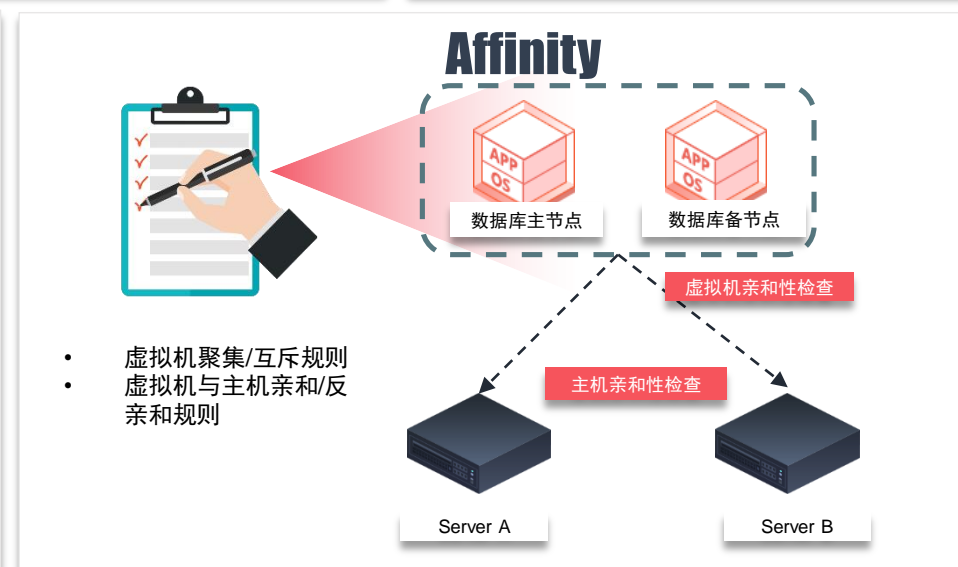 Affinity
APP
OS
APP
OS
数据库主节点
数据库备节点
虚拟机亲和性检查
• 虚拟机聚集/互斥规则
• 虚拟机与主机亲和/反
亲和规则
主机亲和性检查
Server A
Server B